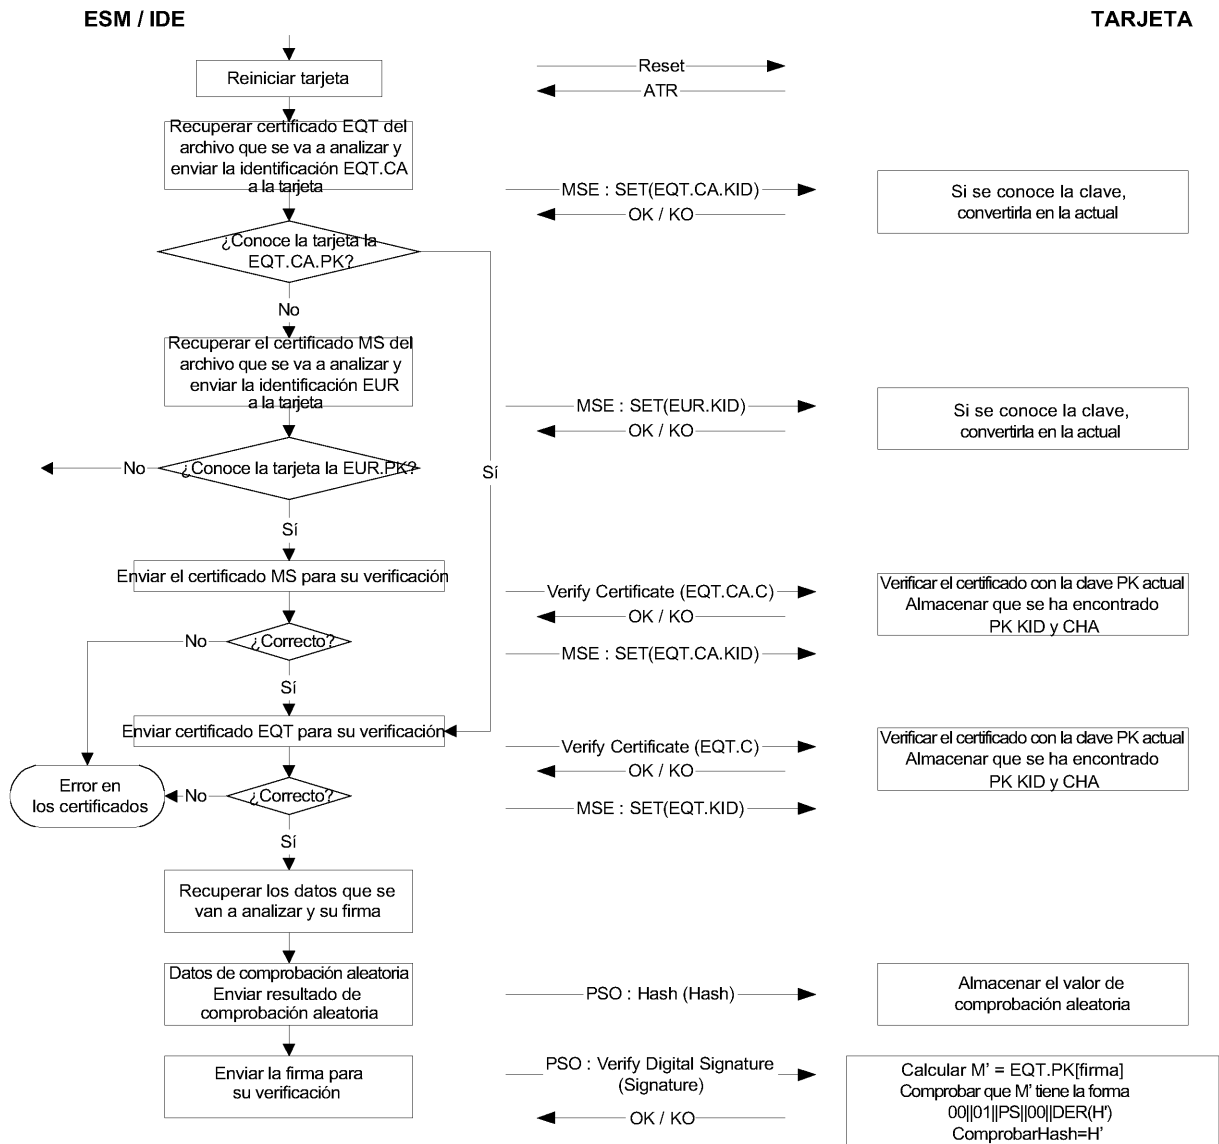 ESM / IDE
TARJETA
Reiniciar tarjeta
Reset
ATR
Recuperar certificado EQT del
archivo que se va a analizar y
enviar la identificación EQT.CA
a la tarjeta
MSE : SET(EQT.CA.KID)
OK / KO
Si se conoce la clave,
convertirla en la actual
¿Conoce la tarjeta la
EQT.CA.PK?
No
Recuperar el certificado MS del
archivo que se va a analizar y
enviar la identificación EUR
a la tarjeta
MSE : SET(EUR.KID)
OK / KO
Si se conoce la clave,
convertirla en la actual
No
¿Conoce la tarjeta la EUR.PK?
Sí
Sí
Enviar el certificado MS para su verificación
Verify Certificate (EQT.CA.C)
OK / KO
MSE : SET(EQT.CA.KID)
Verificar el certificado con la clave PK actual
Almacenar que se ha encontrado
PK KID y CHA
No
¿Correcto?
Sí
Enviar certificado EQT para su verificación
Verify Certificate (EQT.C)
OK / KO
MSE : SET(EQT.KID)
Verificar el certificado con la clave PK actual
Almacenar que se ha encontrado
PK KID y CHA
Error en
los certificados
No
¿Correcto?
Sí
Recuperar los datos que se
van a analizar y su firma
Datos de comprobación aleatoria
Enviar resultado de
comprobación aleatoria
PSO : Hash (Hash)
Almacenar el valor de
comprobación aleatoria
Enviar la firma para
su verificación
PSO : Verify Digital Signature
(Signature)
OK / KO
Calcular M' = EQT.PK[firma]
Comprobar que M' tiene la forma
00||01||PS||00||DER(H')
ComprobarHash=H'